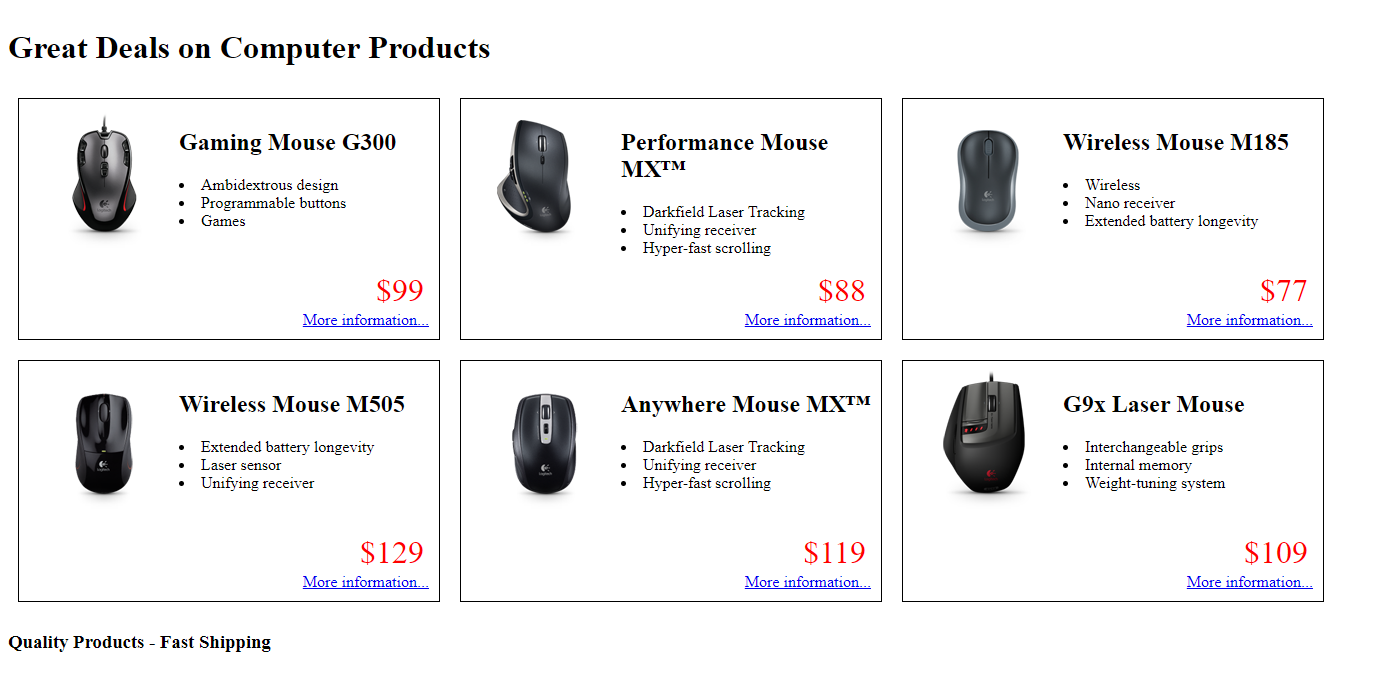 Great Deals on Computer Products
Gaming Mouse G300
Ambidextrous design
Programmable buttons
Games
$99
More information...
Performance Mouse
MX™
Darkfield Laser Tracking
Unifying receiver
Hyper-fast scrolling
$88
More information...
Wireless Mouse M185
Wireless
Nano receiver
Extended battery longevity
$77
More information...
Wireless Mouse M505
Extended battery longevity
Laser sensor
Unifying receiver
$129
More information...
Anywhere Mouse MX™
Darkfield Laser Tracking
Unifying receiver
Hyper-fast scrolling
$119
More information...
G9x Laser Mouse
Interchangeable grips
Internal memory
Weight-tuning system
$109
More information...
Quality Products - Fast Shipping